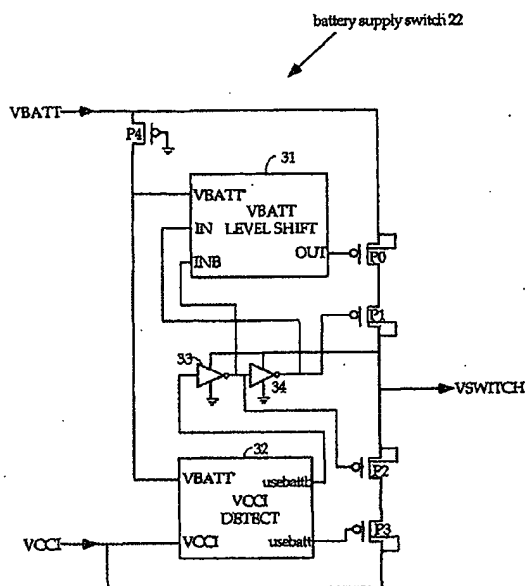 battery supply switch 22
VBATT
P4
31
VBATT
VBATT
LEVEL SHIFT
IN
OUT
INB
P0
P1
33
34
VSWITCH
32
P2
VBATT
usebattb
VCCI
DETECT
P3
VCCI
VCCI
usebatt